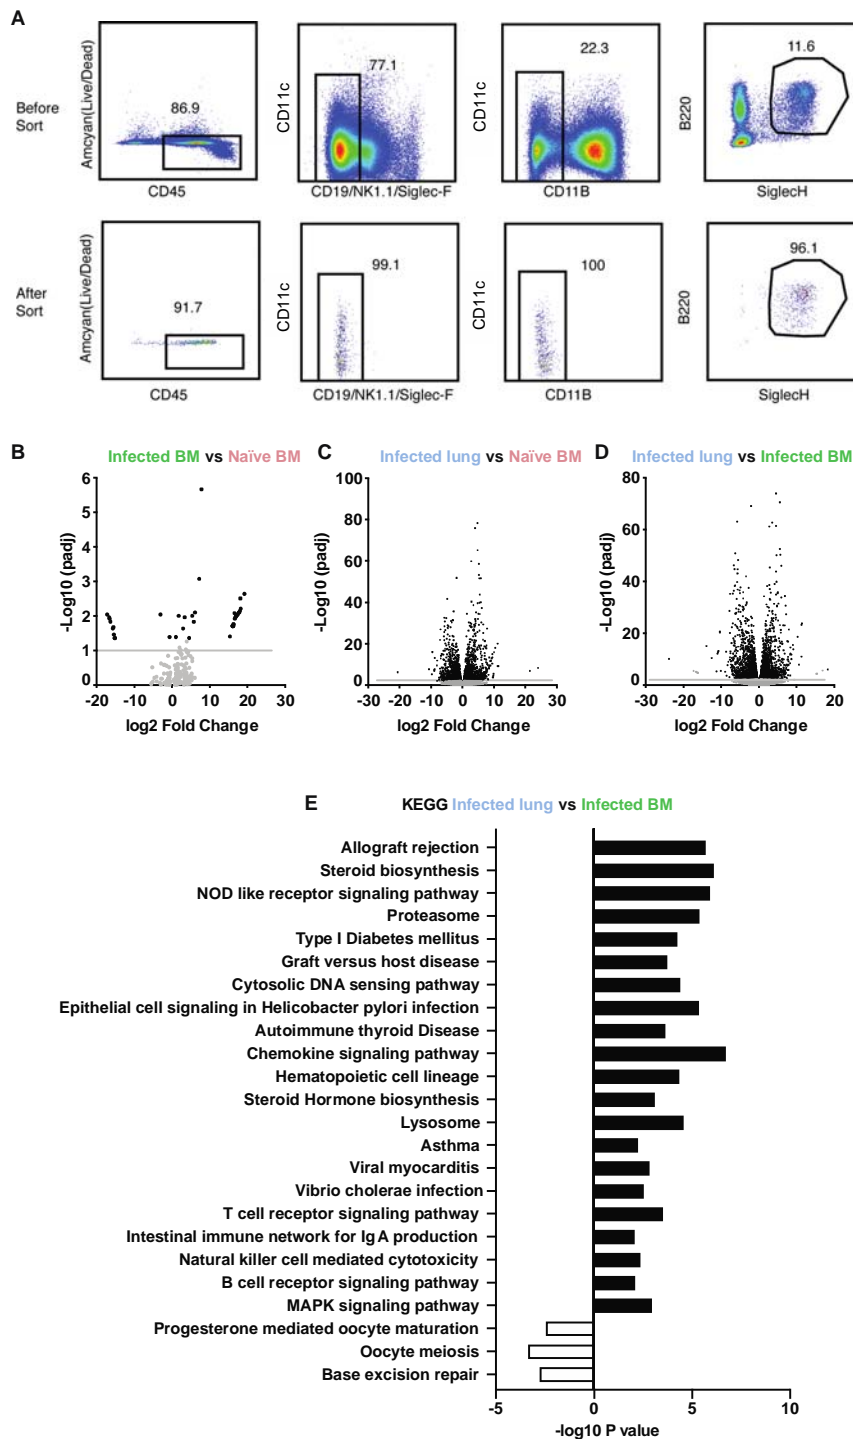 A
Before
Sort
Amcyan(Live/Dead)
86.9
CD45
CD11c
77.1
CD19/NK1.1/Siglec-F
CD11c
22.3
CD11B
B220
11.6
SiglecH
After
Sort
Amcyan(Live/Dead)
91.7
CD45
CD11c
99.1
CD19/NK1.1/Siglec-F
CD11c
100
CD11B
B220
96.1
SiglecH
B
Infected BM vs Naïve BM
-Log10 (padj)
6
5
4
3
2
1
0
-20 -10 0 10 20 30
log2 Fold Change
C
Infected lung vs Naïve BM
-Log10 (padj)
100
80
60
40
20
0
-30 -20 -10 0 10 20 30
log2 Fold Change
D
Infected lung vs Infected BM
-Log10 (padj)
80
60
40
20
0
-30 -20 -10 0 10 20
log2 Fold Change
E
KEGG Infected lung vs Infected BM
Allograft rejection
Steroid biosynthesis
NOD like receptor signaling pathway
Proteasome
Type I Diabetes mellitus
Graft versus host disease
Cytosolic DNA sensing pathway
Epithelial cell signaling in Helicobacter pylori infection
Autoimmune thyroid Disease
Chemokine signaling pathway
Hematopoietic cell lineage
Steroid Hormone biosynthesis
Lysosome
Asthma
Viral myocarditis
Vibrio cholerae infection
T cell receptor signaling pathway
Intestinal immune network for IgA production
Natural killer cell mediated cytotoxicity
B cell receptor signaling pathway
MAPK signaling pathway
Progesterone mediated oocyte maturation
Oocyte meiosis
Base excision repair
-5 0 5 10
-log10 P value